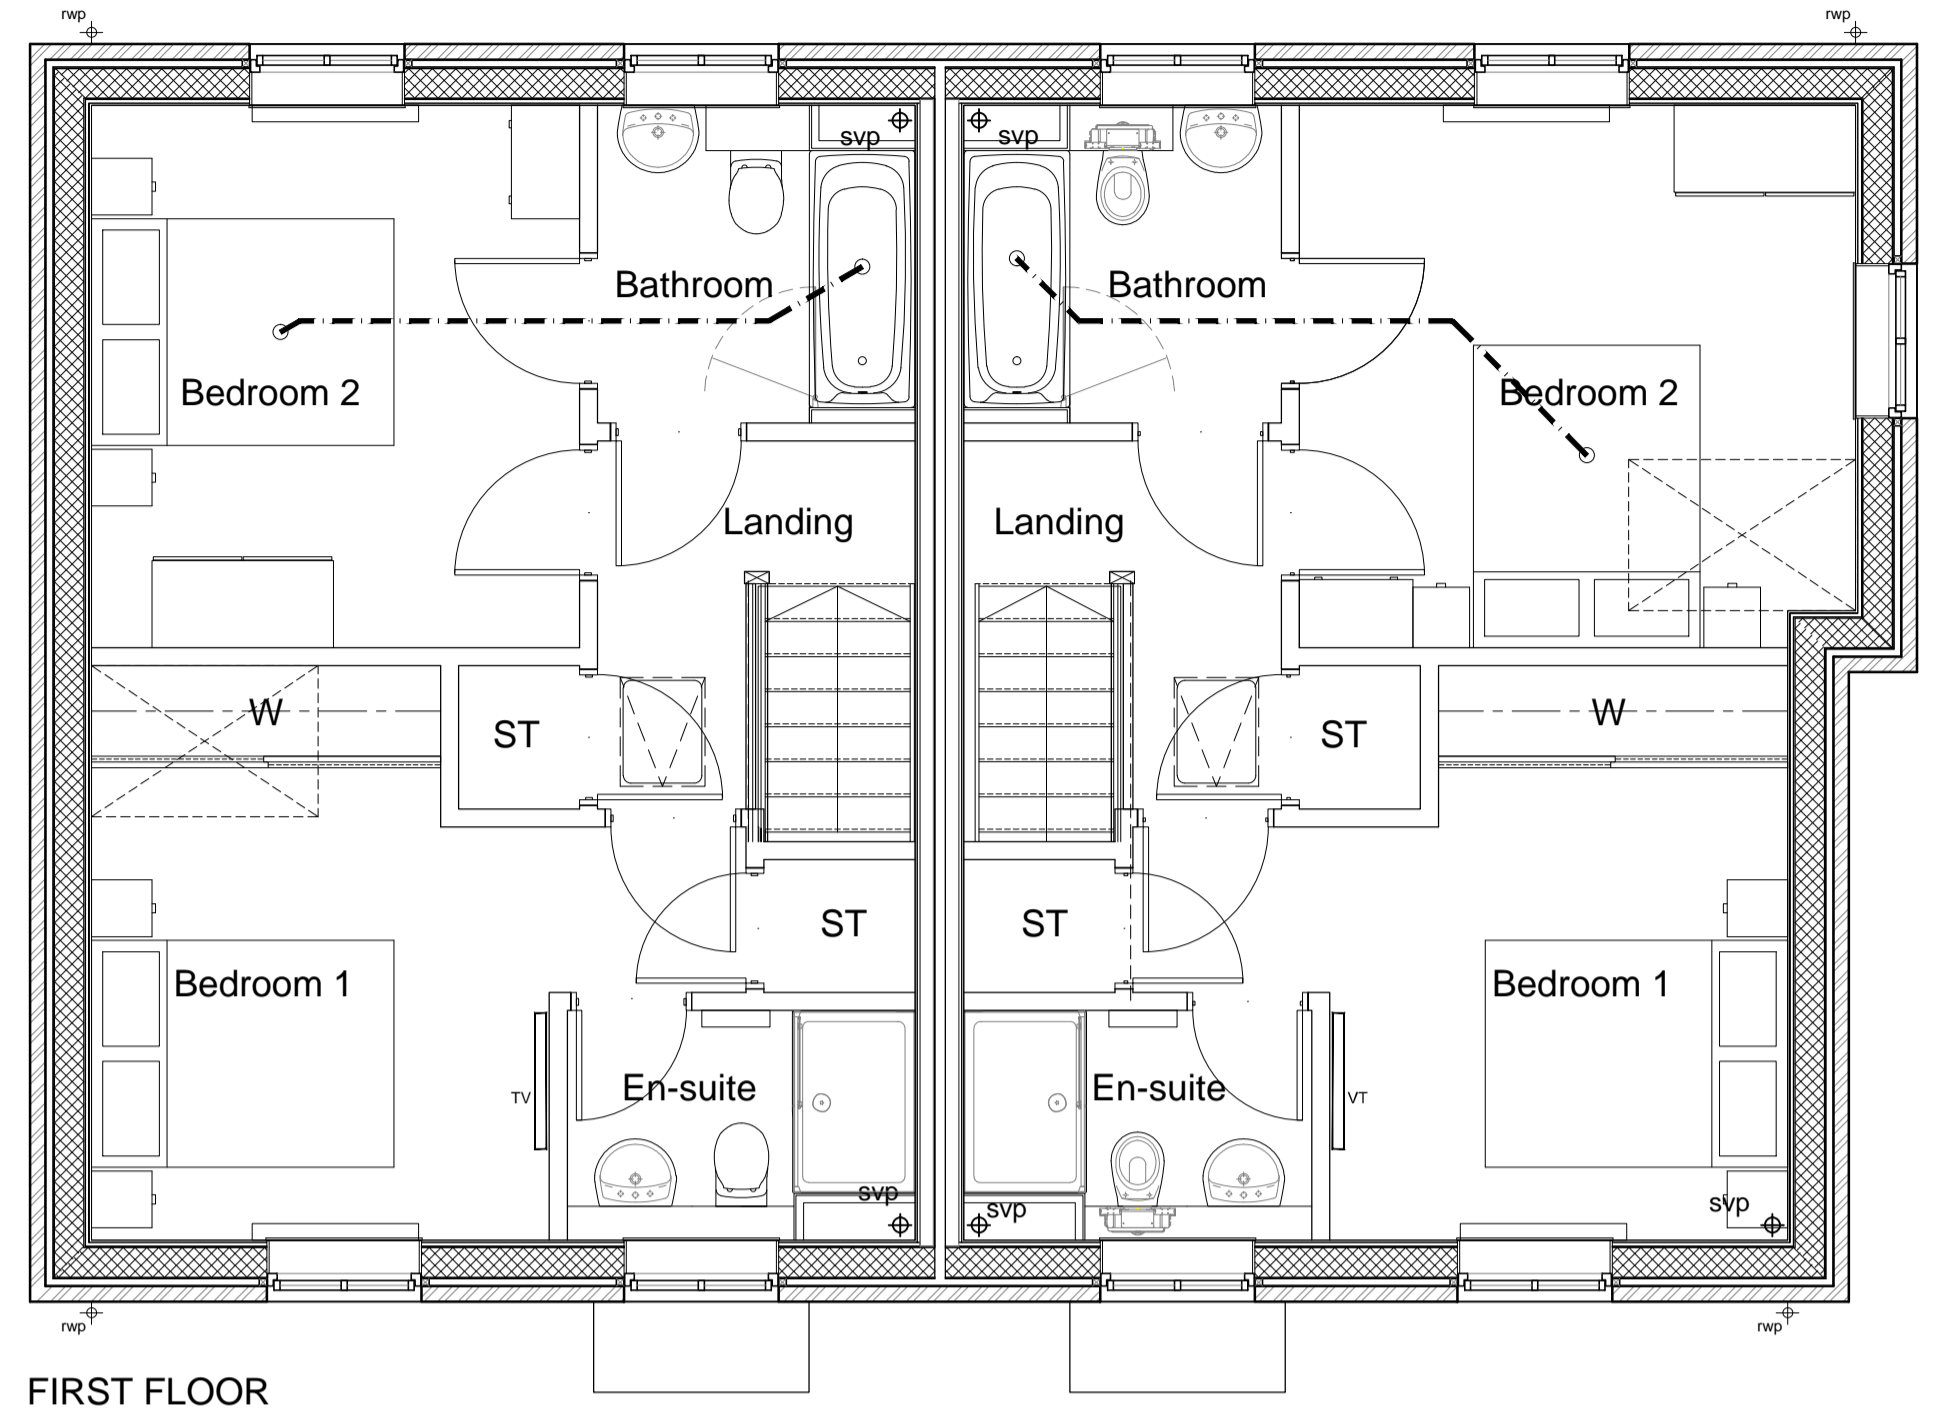 rwp
rwp
svp
svp
Bathroom
Bathroom
Bedroom 2
Bedroom 2
Landing
Landing
W
W
ST
ST
ST
ST
Bedroom 1
Bedroom 1
TV
En-suite
En-suite
VT
svp
svp
svp
rwp
rwp
FIRST FLOOR